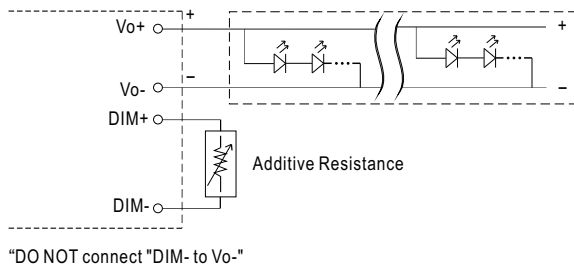 Vo+
+
+
Vo-
–
–
DIM+
Additive Resistance
DIM-
“DO NOT connect "DIM- to Vo-"